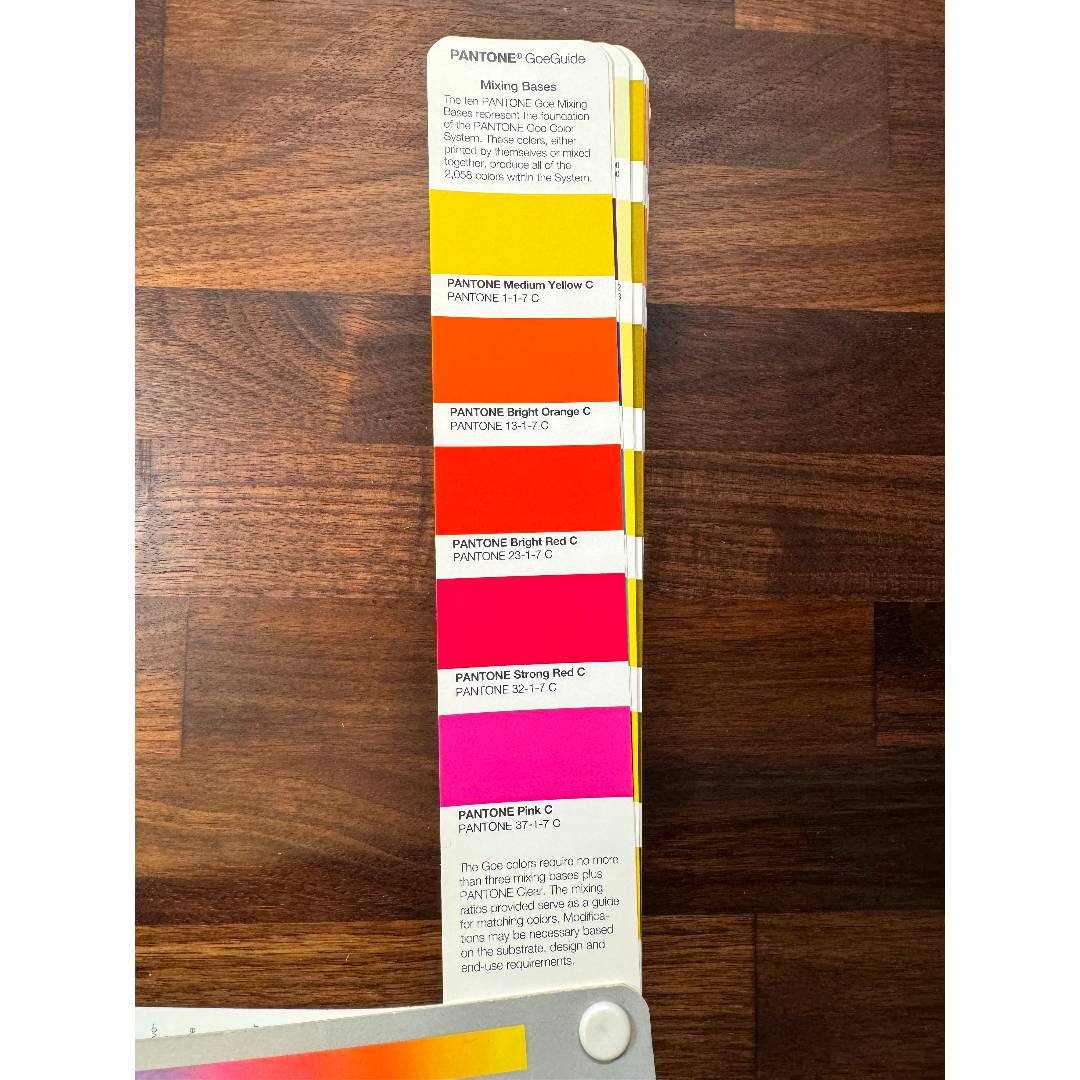 PANTONE® GoeGuide
Mixing Bases
The ten PANTONE Goe Mixing
Bases represent the foundation
of the PANTONE Goe Color
System. These colors, either
printed by themselves or mixed
together, produce all of the
2,058 colors within the System.
PANTONE Medium Yellow C
PANTONE 1-1-7 C
PANTONE Bright Orange C
PANTONE 13-1-7 C
PANTONE Bright Red C
PANTONE 23-1-7 C
PANTONE Strong Red C
PANTONE 32-1-7 C
PANTONE Pink C
PANTONE 37-1-7 C
The Goe colors require no more
than three mixing bases plus
PANTONE Clear. The mixing
ratios provided serve as a guide
for matching colors. Modifica-
tions may be necessary based
on the substrate, design and
end-use requirements.